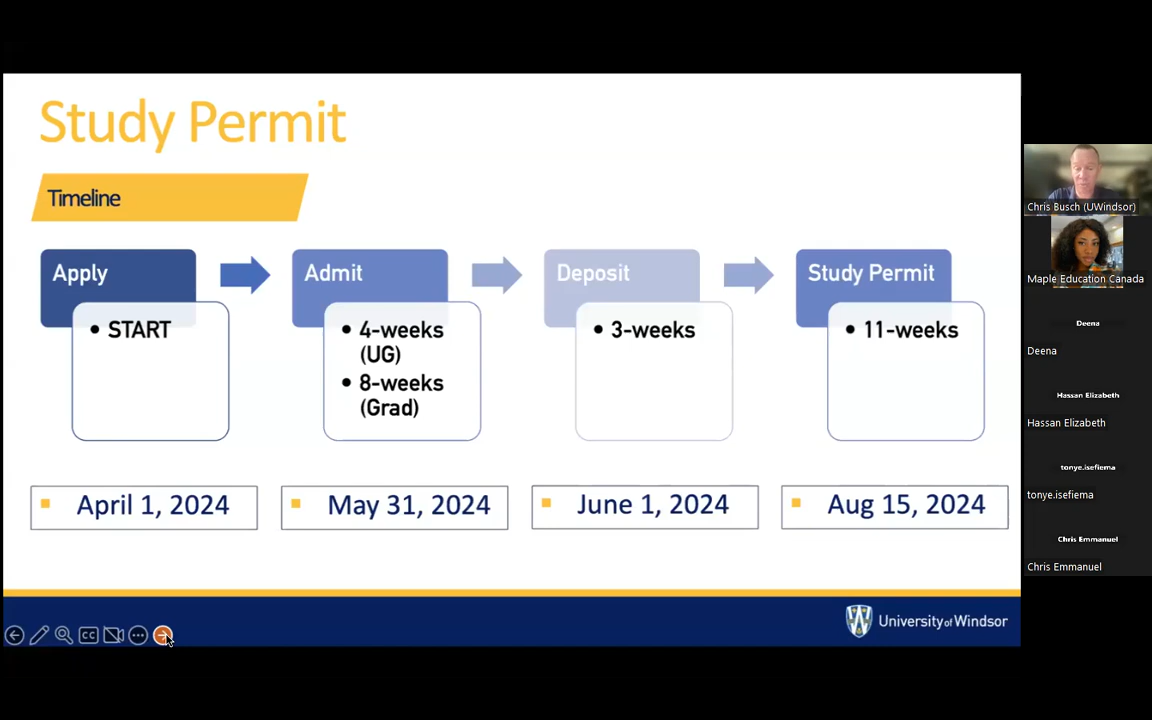 Study Permit
Timeline
Apply
• START
Admit
• 4-weeks
(UG)
• 8-weeks
(Grad)
Deposit
• 3-weeks
Study Permit
• 11-weeks
April 1, 2024
May 31, 2024
June 1, 2024
Aug 15, 2024
CC
University of Windsor
Chris Busch (UWindsor)
Maple Education Canada
Deena
Deena
Hassan Elizabeth
Hassan Elizabeth
tonye.isefiema
tonye.isefiema
Chris Emmanuel
Chris Emmanuel